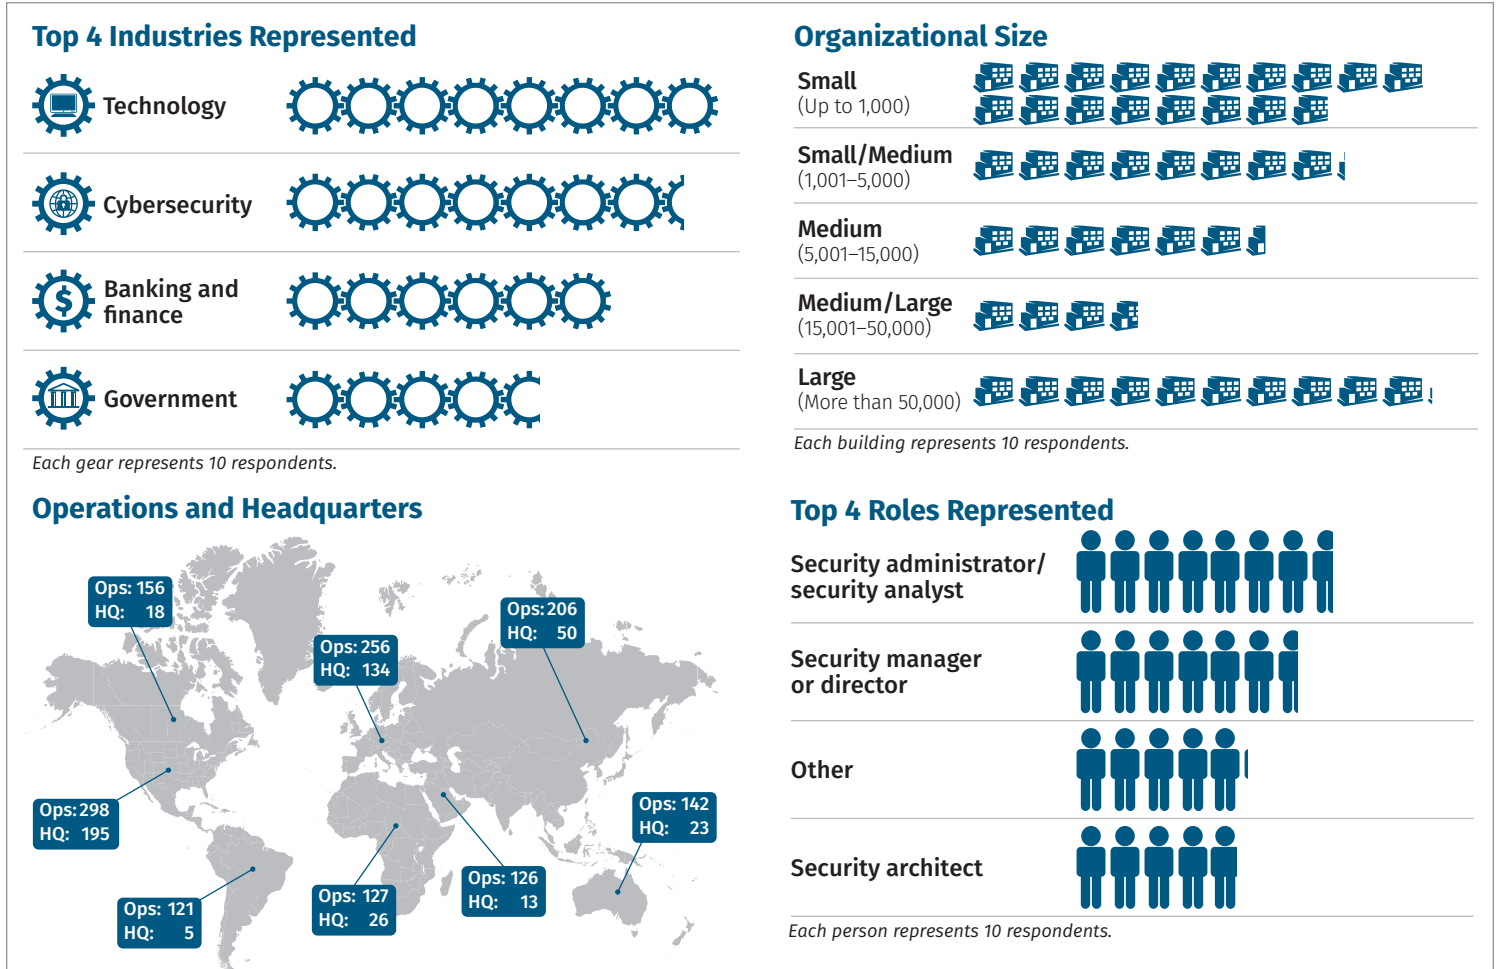 Top 4 Industries Represented
Technology
Cybersecurity
$
Banking and
finance
Government
Each gear represents 10 respondents.
Organizational Size
Small
(Up to 1,000)
Small/Medium
(1,001–5,000)
Medium
(5,001–15,000)
Medium/Large
(15,001–50,000)
Large
(More than 50,000)
Each building represents 10 respondents.
Operations and Headquarters
Ops: 156
HQ: 18
Ops: 256
HQ: 134
Ops: 206
HQ: 50
Ops: 298
HQ: 195
Ops: 142
HQ: 23
Ops: 121
HQ: 5
Ops: 127
HQ: 26
Ops: 126
HQ: 13
Top 4 Roles Represented
Security administrator/
security analyst
Security manager
or director
Other
Security architect
Each person represents 10 respondents.